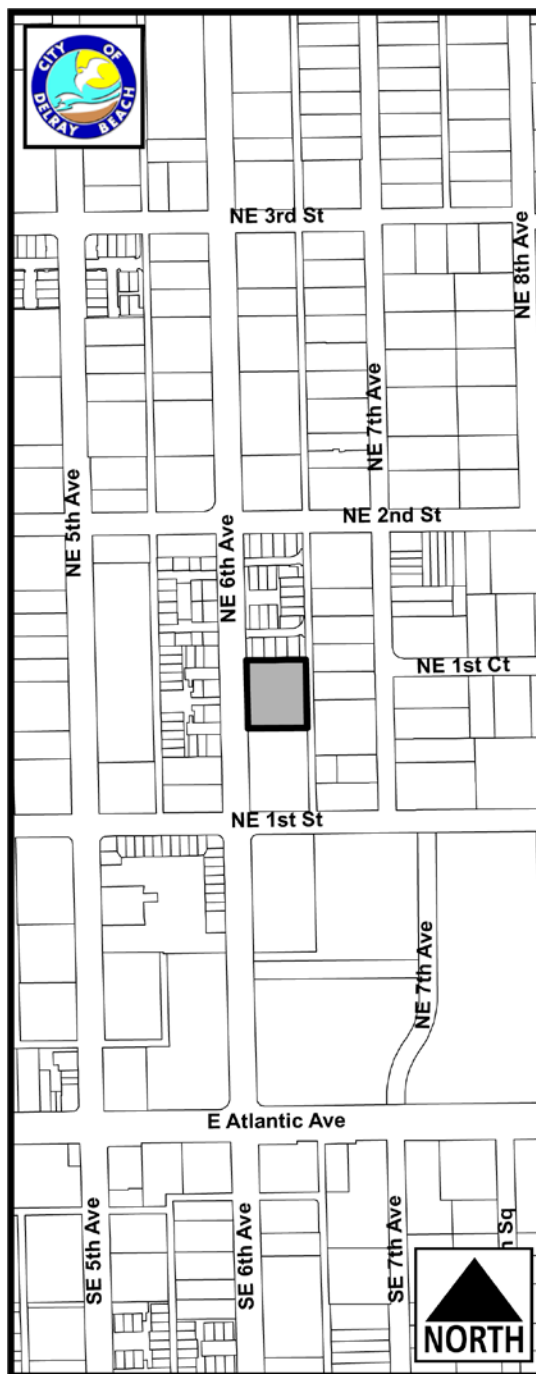 CITY OF
DELRAY BEACH
NE 3rd St
NE 8th Ave
NE 7th Ave
NE 5th Ave
NE 2nd St
NE 6th Ave
NE 1st Ct
NE 1st St
NE 7th Ave
E Atlantic Ave
SE 5th Ave
SE 6th Ave
SE 7th Ave
Sq
NORTH